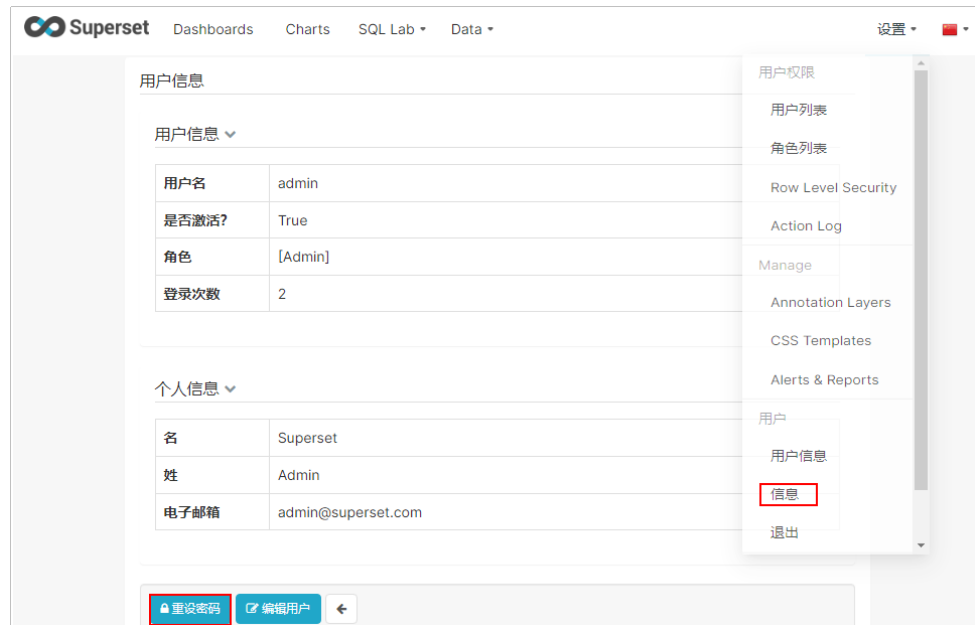 Superset Dashboards Charts SQL Lab Data 设置
用户信息
用户信息
用户名 admin
是否激活? True
角色 [Admin]
登录次数 2
个人信息
名 Superset
姓 Admin
电子邮箱 admin@superset.com
重设密码 编辑用户
用户权限
用户列表
角色列表
Row Level Security
Action Log
Manage
Annotation Layers
CSS Templates
Alerts & Reports
用户
用户信息
信息
退出